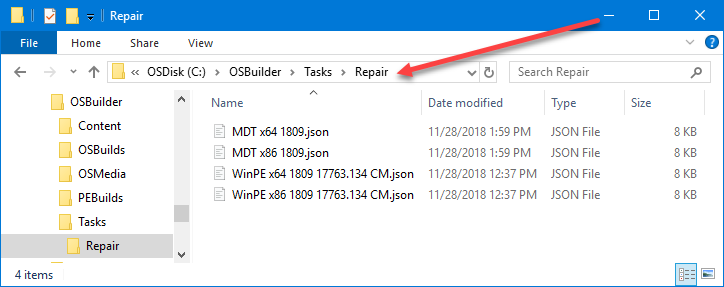 Repair
File Home Share View
« OSDisk (C:) > OSBuilder > Tasks > Repair
Search Repair
OSBuilder
Content
OSBuilds
OSMedia
PEBuilds
Tasks
Repair
Name Date modified Type Size
MDT x64 1809.json 11/28/2018 1:59 PM JSON File 8 KB
MDT x86 1809.json 11/28/2018 1:59 PM JSON File 8 KB
WinPE x64 1809 17763.134 CM.json 11/28/2018 12:37 PM JSON File 8 KB
WinPE x86 1809 17763.134 CM.json 11/28/2018 12:37 PM JSON File 8 KB
4 items